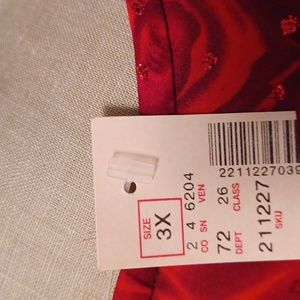 SIZE
3X
2 4 6204
CO SN VEN
72 26
DEPT CLASS
211227
SKU
2211227039